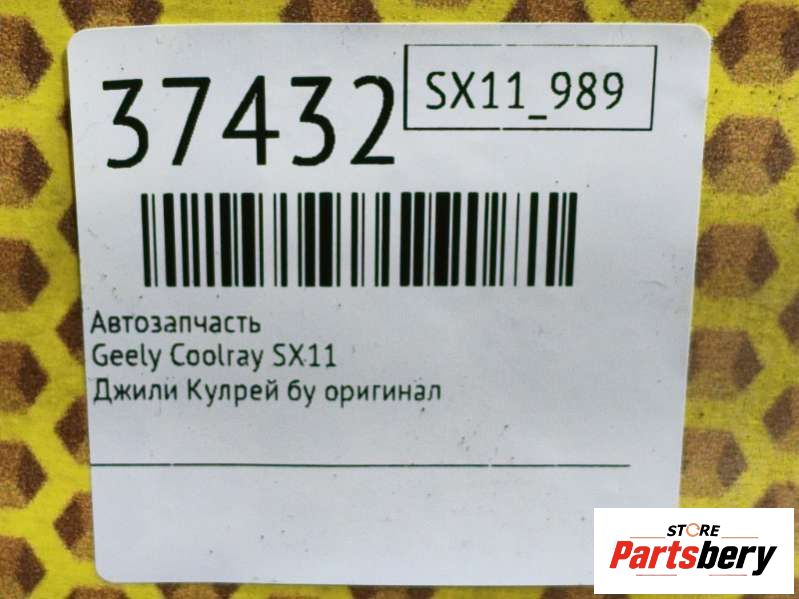 37432
SX11_989
Автозапчасть
Geely Coolray SX11
Джили Кулрей бу оригинал
STORE
Partsbery